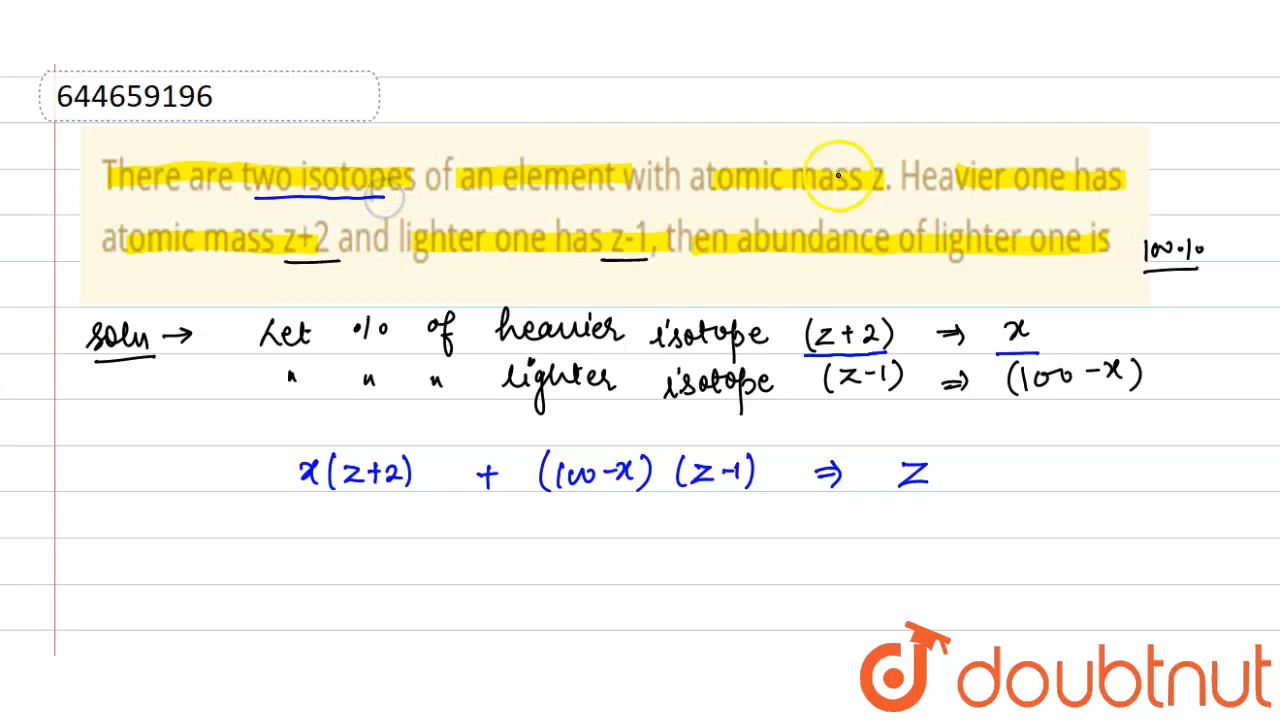 644659196
There are two isotopes of an element with atomic mass z. Heavier one has
atomic mass z+2 and lighter one has z-1, then abundance of lighter one is
100%
Soln → Let % of heavier isotope (z+2) ⇒ x
" " " lighter isotope (z-1) ⇒ (100-x)
x(z+2) + (100-x) (z-1) ⇒ z
doubtnut